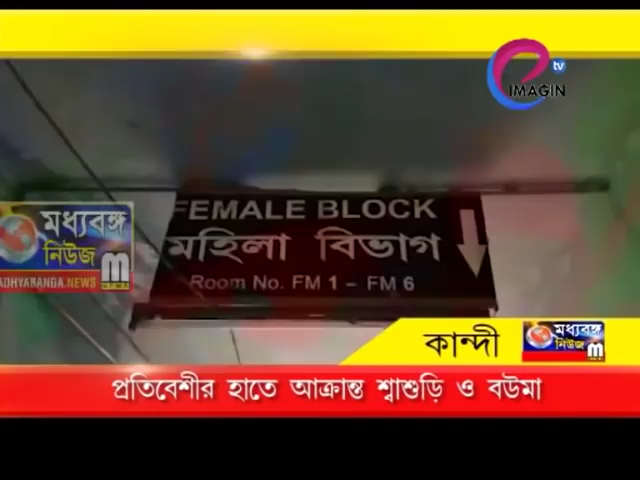 tv
IMAGIN
FEMALE BLOCK
মহিলা বিভাগ
Room No. FM 1 – FM 6
মধ্যবঙ্গ
নিউজ
ADHYABANGA.NEWS
কান্দী
মধ্যবঙ্গ
নিউজ
প্রতিবেশীর হাতে আক্রান্ত শ্বাশুড়ি ও বউমা